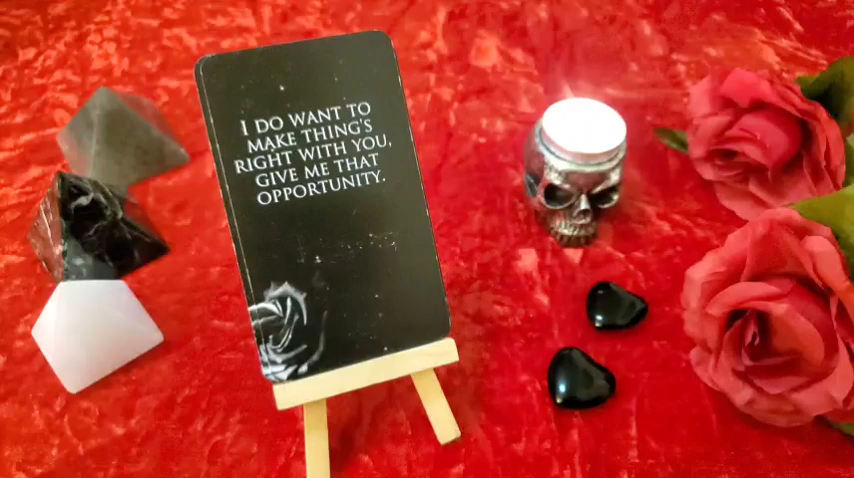 I DO WANT TO
MAKE THING'S
RIGHT WITH YOU,
GIVE ME THAT
OPPORTUNITY.